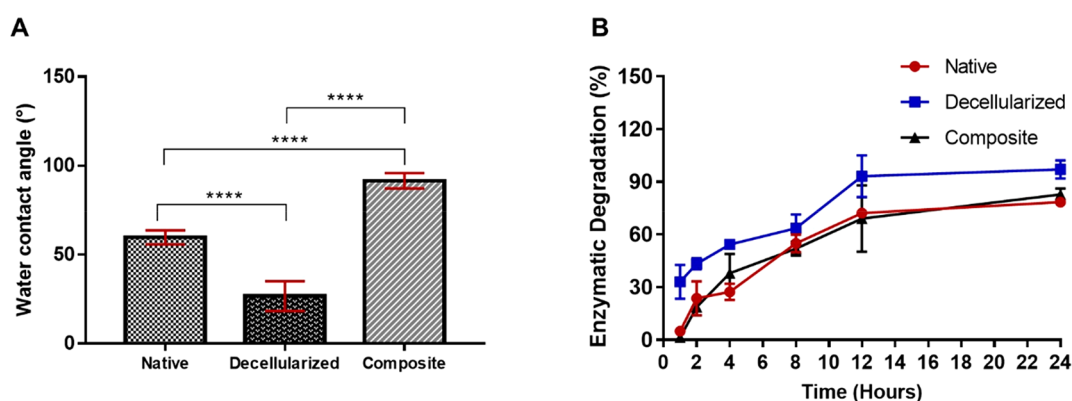 A
Water contact angle (°)
150
100
50
0
****
****
****
Native
Decellularized
Composite
B
Enzymatic Degradation (%)
150
120
90
60
30
0
Native
Decellularized
Composite
0 2 4 6 8 10 12 14 16 18 20 22 24
Time (Hours)